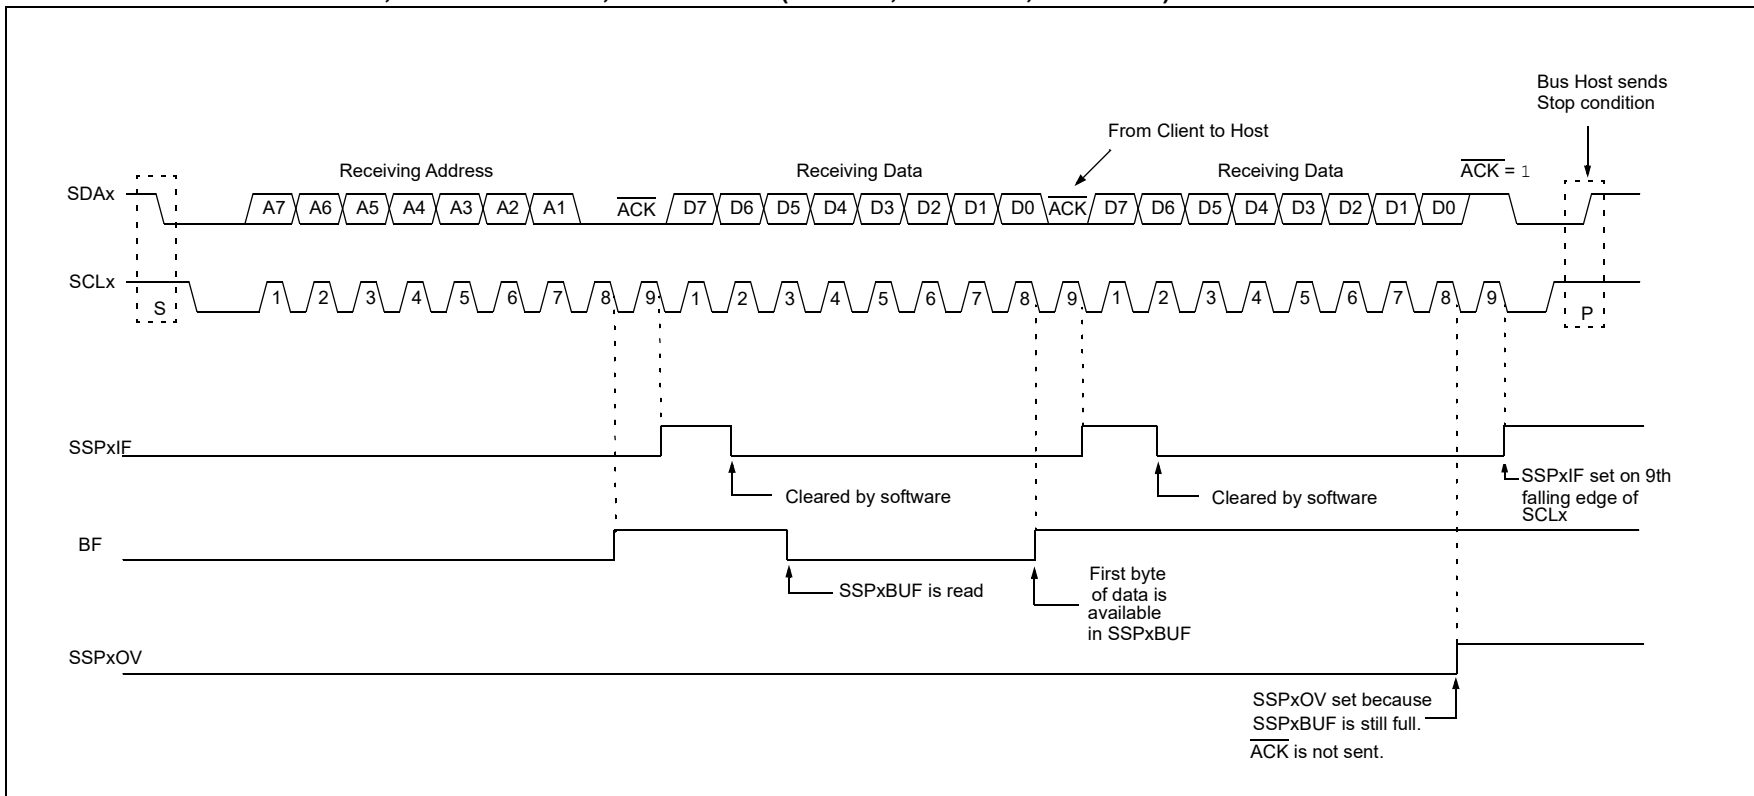 Bus Host sends
Stop condition
From Client to Host
Receiving Address
Receiving Data
Receiving Data
ACK = 1
SDAx
A7 A6 A5 A4 A3 A2 A1 ACK D7 D6 D5 D4 D3 D2 D1 D0 ACK D7 D6 D5 D4 D3 D2 D1 D0
SCLx
S
1 2 3 4 5 6 7 8 9 1 2 3 4 5 6 7 8 9 1 2 3 4 5 6 7 8 9
P
SSPxIF
Cleared by software
Cleared by software
SSPxIF set on 9th
falling edge of
SCLx
BF
SSPxBUF is read
First byte
of data is
available
in SSPxBUF
SSPxOV
SSPxOV set because
SSPxBUF is still full.
ACK is not sent.